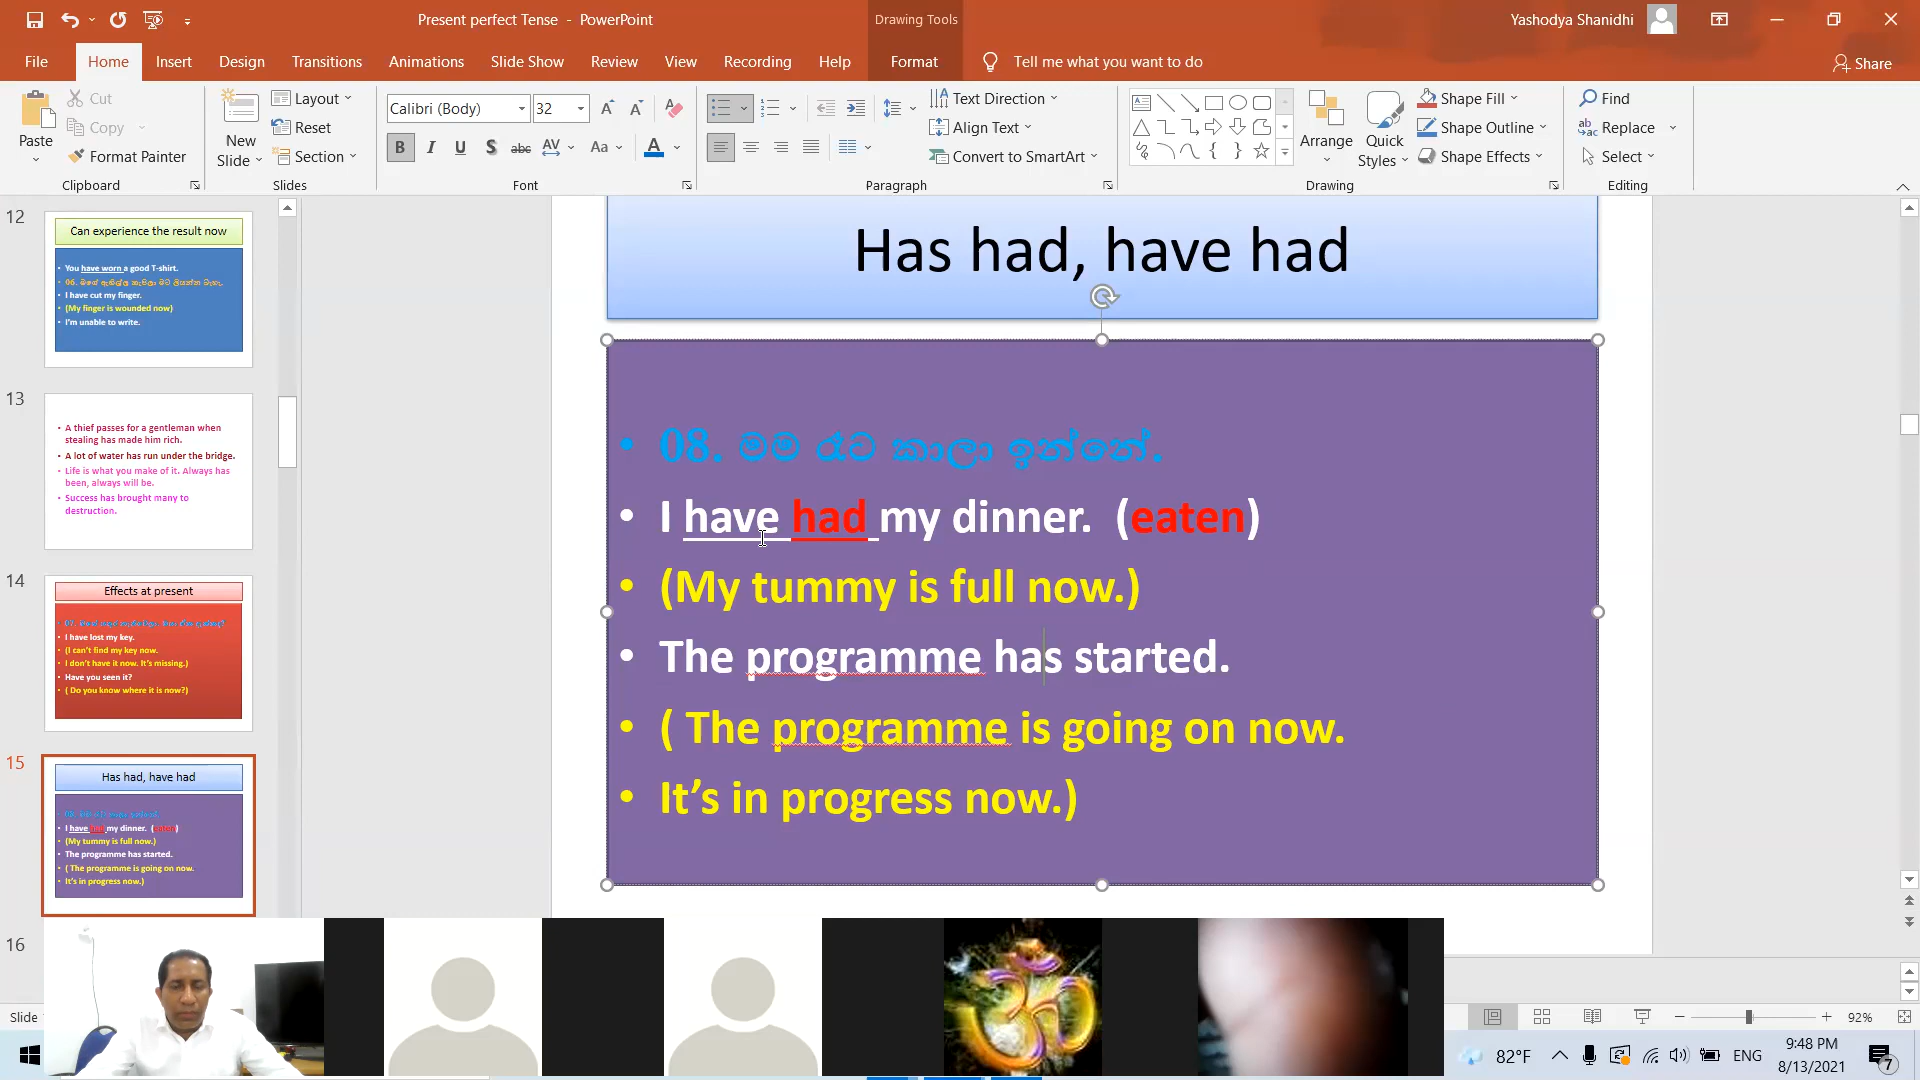 Present perfect Tense - PowerPoint
Drawing Tools
Yashodya Shanidhi
File Home Insert Design Transitions Animations Slide Show Review View Recording Help Format Tell me what you want to do Share
Cut
Copy
Format Painter
Paste
Clipboard
New Slide
Layout
Reset
Section
Slides
Calibri (Body) 32
B I U S abc AV Aa A
Font
Text Direction
Align Text
Convert to SmartArt
Paragraph
Arrange
Quick Styles
Shape Fill
Shape Outline
Shape Effects
Drawing
Find
Replace
Select
Editing
12
Can experience the result now
You have worn a good T-shirt.
I have cut my finger.
(My finger is wounded now)
I'm unable to write.
13
A thief passes for a gentleman when
stealing has made him rich.
A lot of water has run under the bridge.
Life is what you make of it. Always has
been, always will be.
Success has brought many to
destruction.
14
Effects at present
I have lost my key.
(I can't find my key now.
I don't have it now. It's missing.)
Have you seen it?
( Do you know where it is now?)
15
Has had, have had
08. මම රෑට කාලා ඉන්නේ.
I have had my dinner. (eaten)
(My tummy is full now.)
The programme has started.
( The programme is going on now.
It's in progress now.)
16
Has had, have had
08. මම රෑට කාලා ඉන්නේ.
I have had my dinner. (eaten)
(My tummy is full now.)
The programme has started.
( The programme is going on now.
It’s in progress now.)
Slide
92%
82°F
ENG
9:48 PM
8/13/2021
7